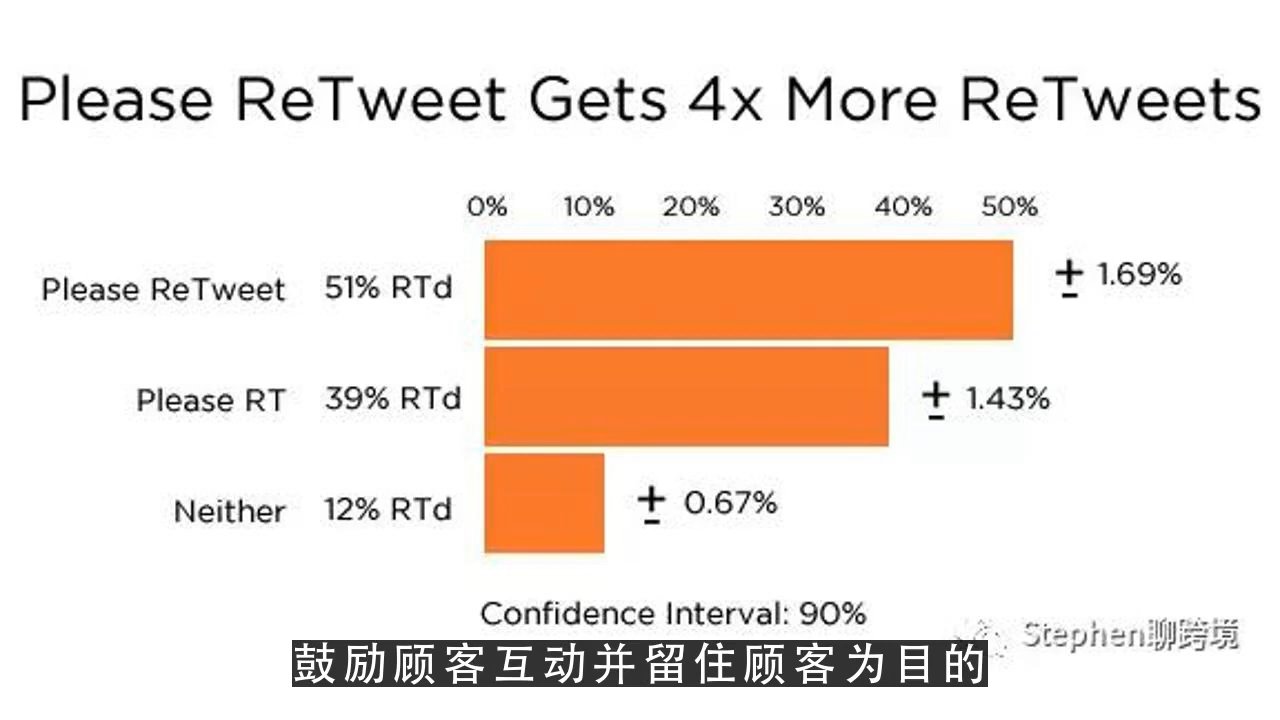 Please ReTweet Gets 4x More ReTweets
0% 10% 20% 30% 40% 50%
Please ReTweet 51% RTd ± 1.69%
Please RT 39% RTd ± 1.43%
Neither 12% RTd ± 0.67%
Confidence Interval: 90%
Stephen聊跨境
鼓励顾客互动并留住顾客为目的